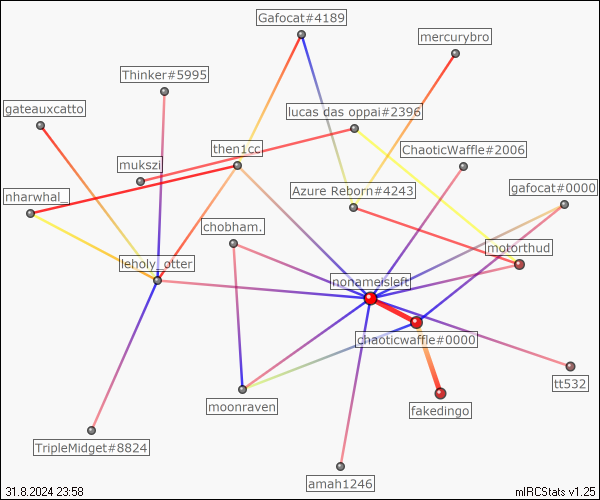 Gafocat#4189
mercurybro
Thinker#5995
gateauxcatto
lucas das oppai#2396
then1cc
ChaoticWaffle#2006
mukszi
Azure Reborn#4243
gafocat#0000
nharwhal_
chobham.
motorthud
leholy_otter
nonameisleft
chaoticwaffle#0000
tt532
moonraven
fakedingo
TripleMidget#8824
amah1246
31.8.2024 23:58
mIRCStats v1.25